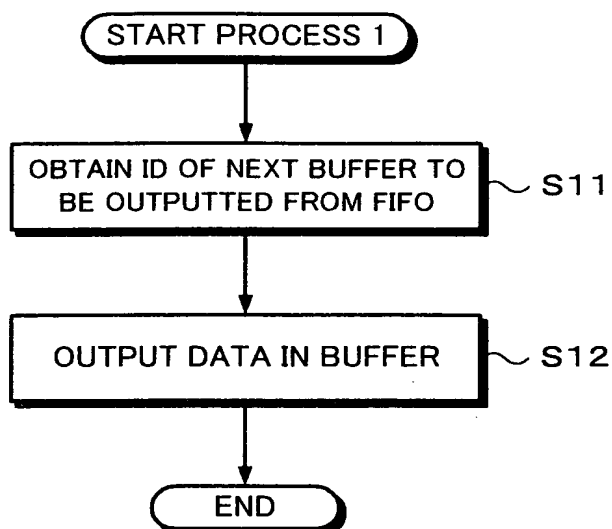 START PROCESS 1
OBTAIN ID OF NEXT BUFFER TO
BE OUTPUTTED FROM FIFO
S11
OUTPUT DATA IN BUFFER
S12
END